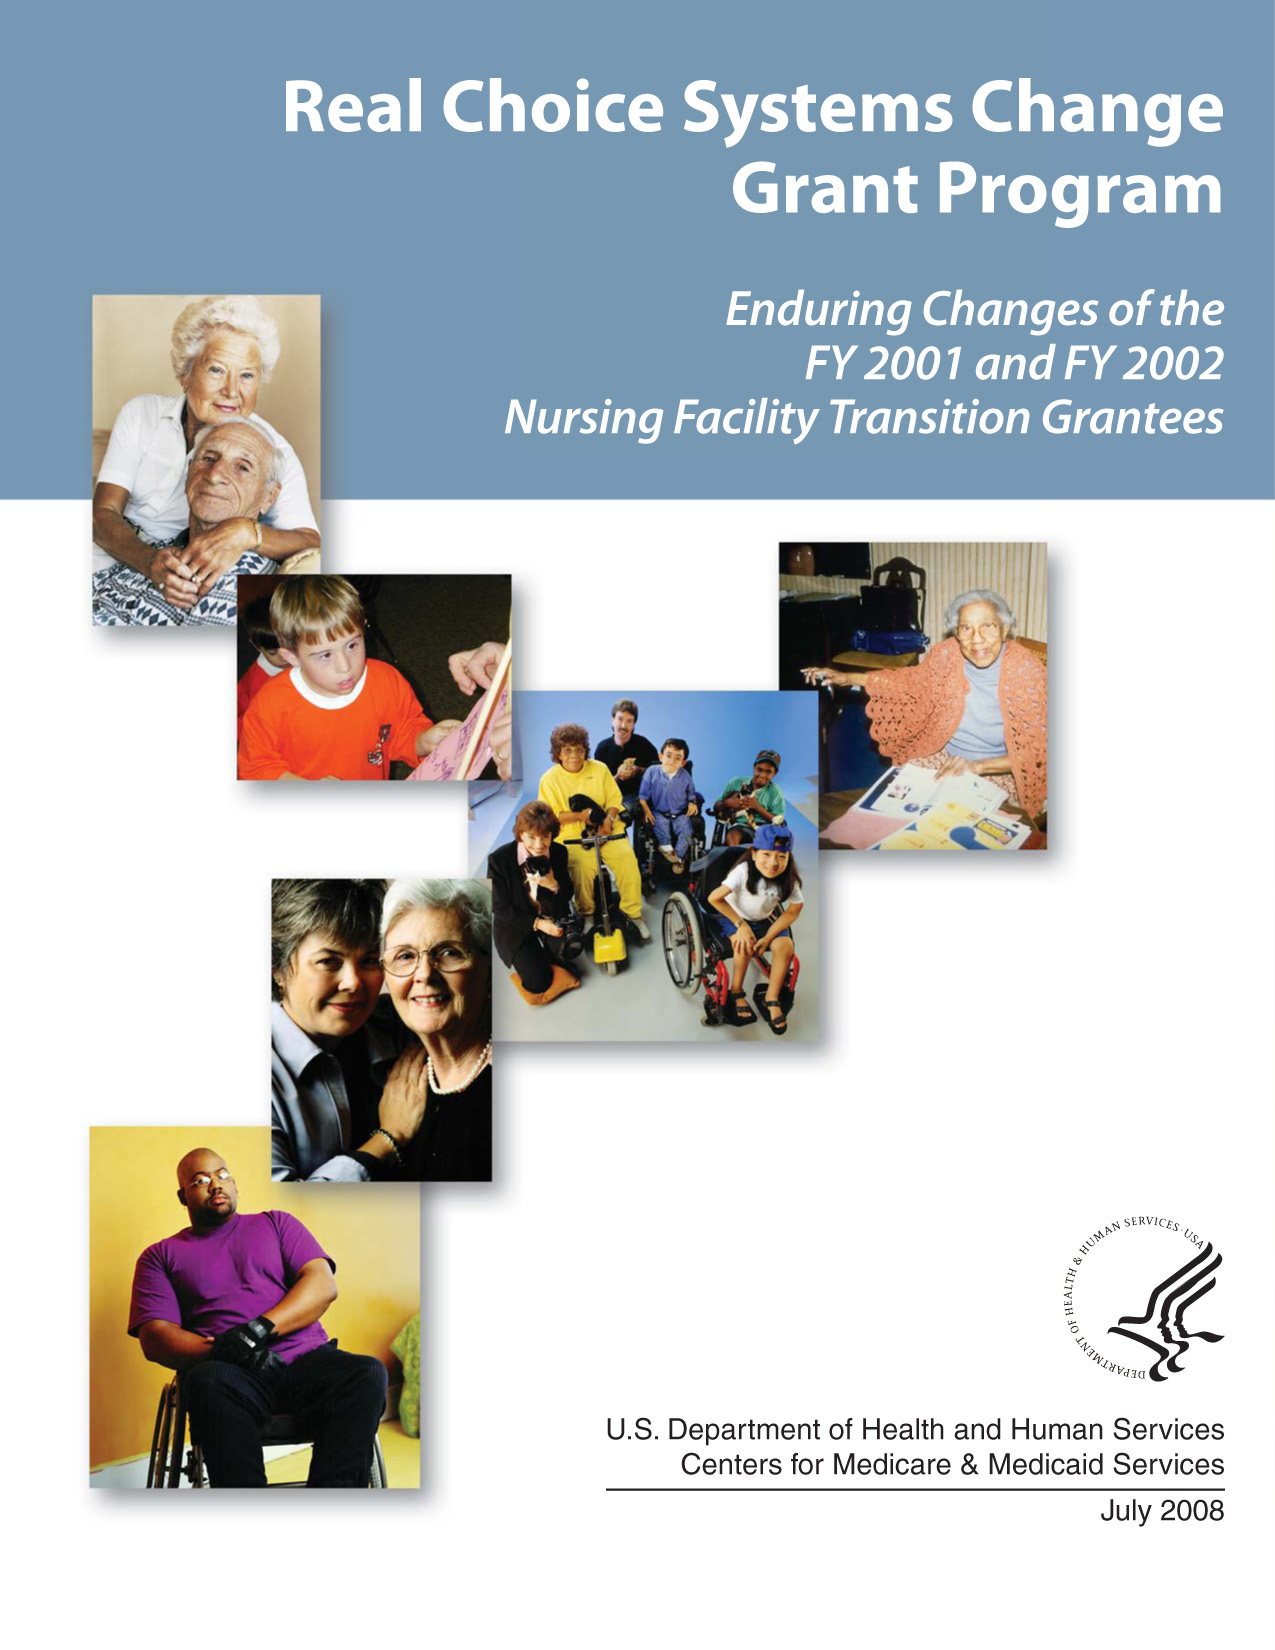 Real Choice Systems Change
Grant Program
Enduring Changes of the
FY 2001 and FY 2002
Nursing Facility Transition Grantees
DEPARTMENT OF HEALTH & HUMAN SERVICES · USA
U.S. Department of Health and Human Services
Centers for Medicare & Medicaid Services
July 2008